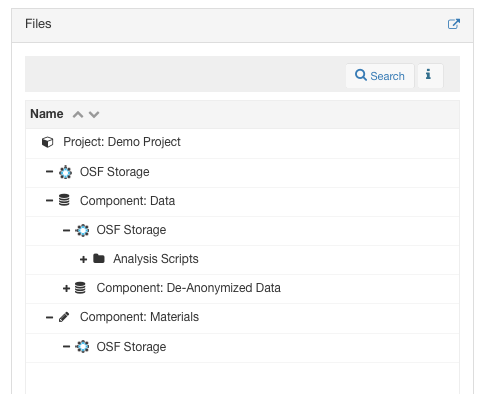 Files
Search
Name
Project: Demo Project
OSF Storage
Component: Data
OSF Storage
Analysis Scripts
Component: De-Anonymized Data
Component: Materials
OSF Storage